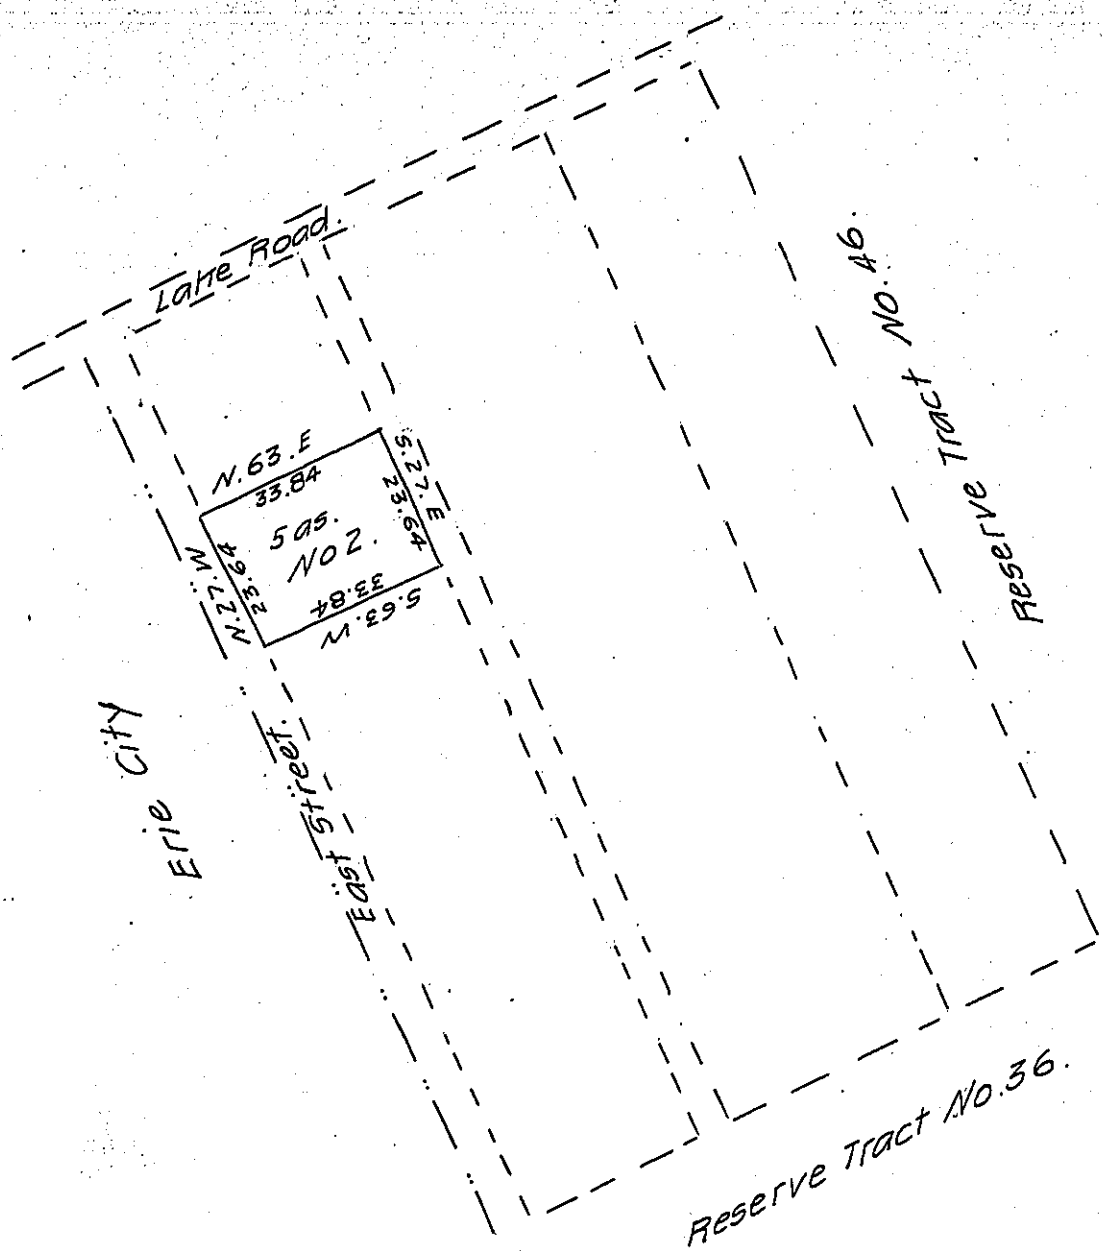 Lake Road.
N.63.E
33.84
S.27.E
23.64
5 as.
No 2.
N.27.W
23.64
33.84
S.63.W
Reserve Tract No.46.
Erie City
East Street.
Reserve Tract No.36.